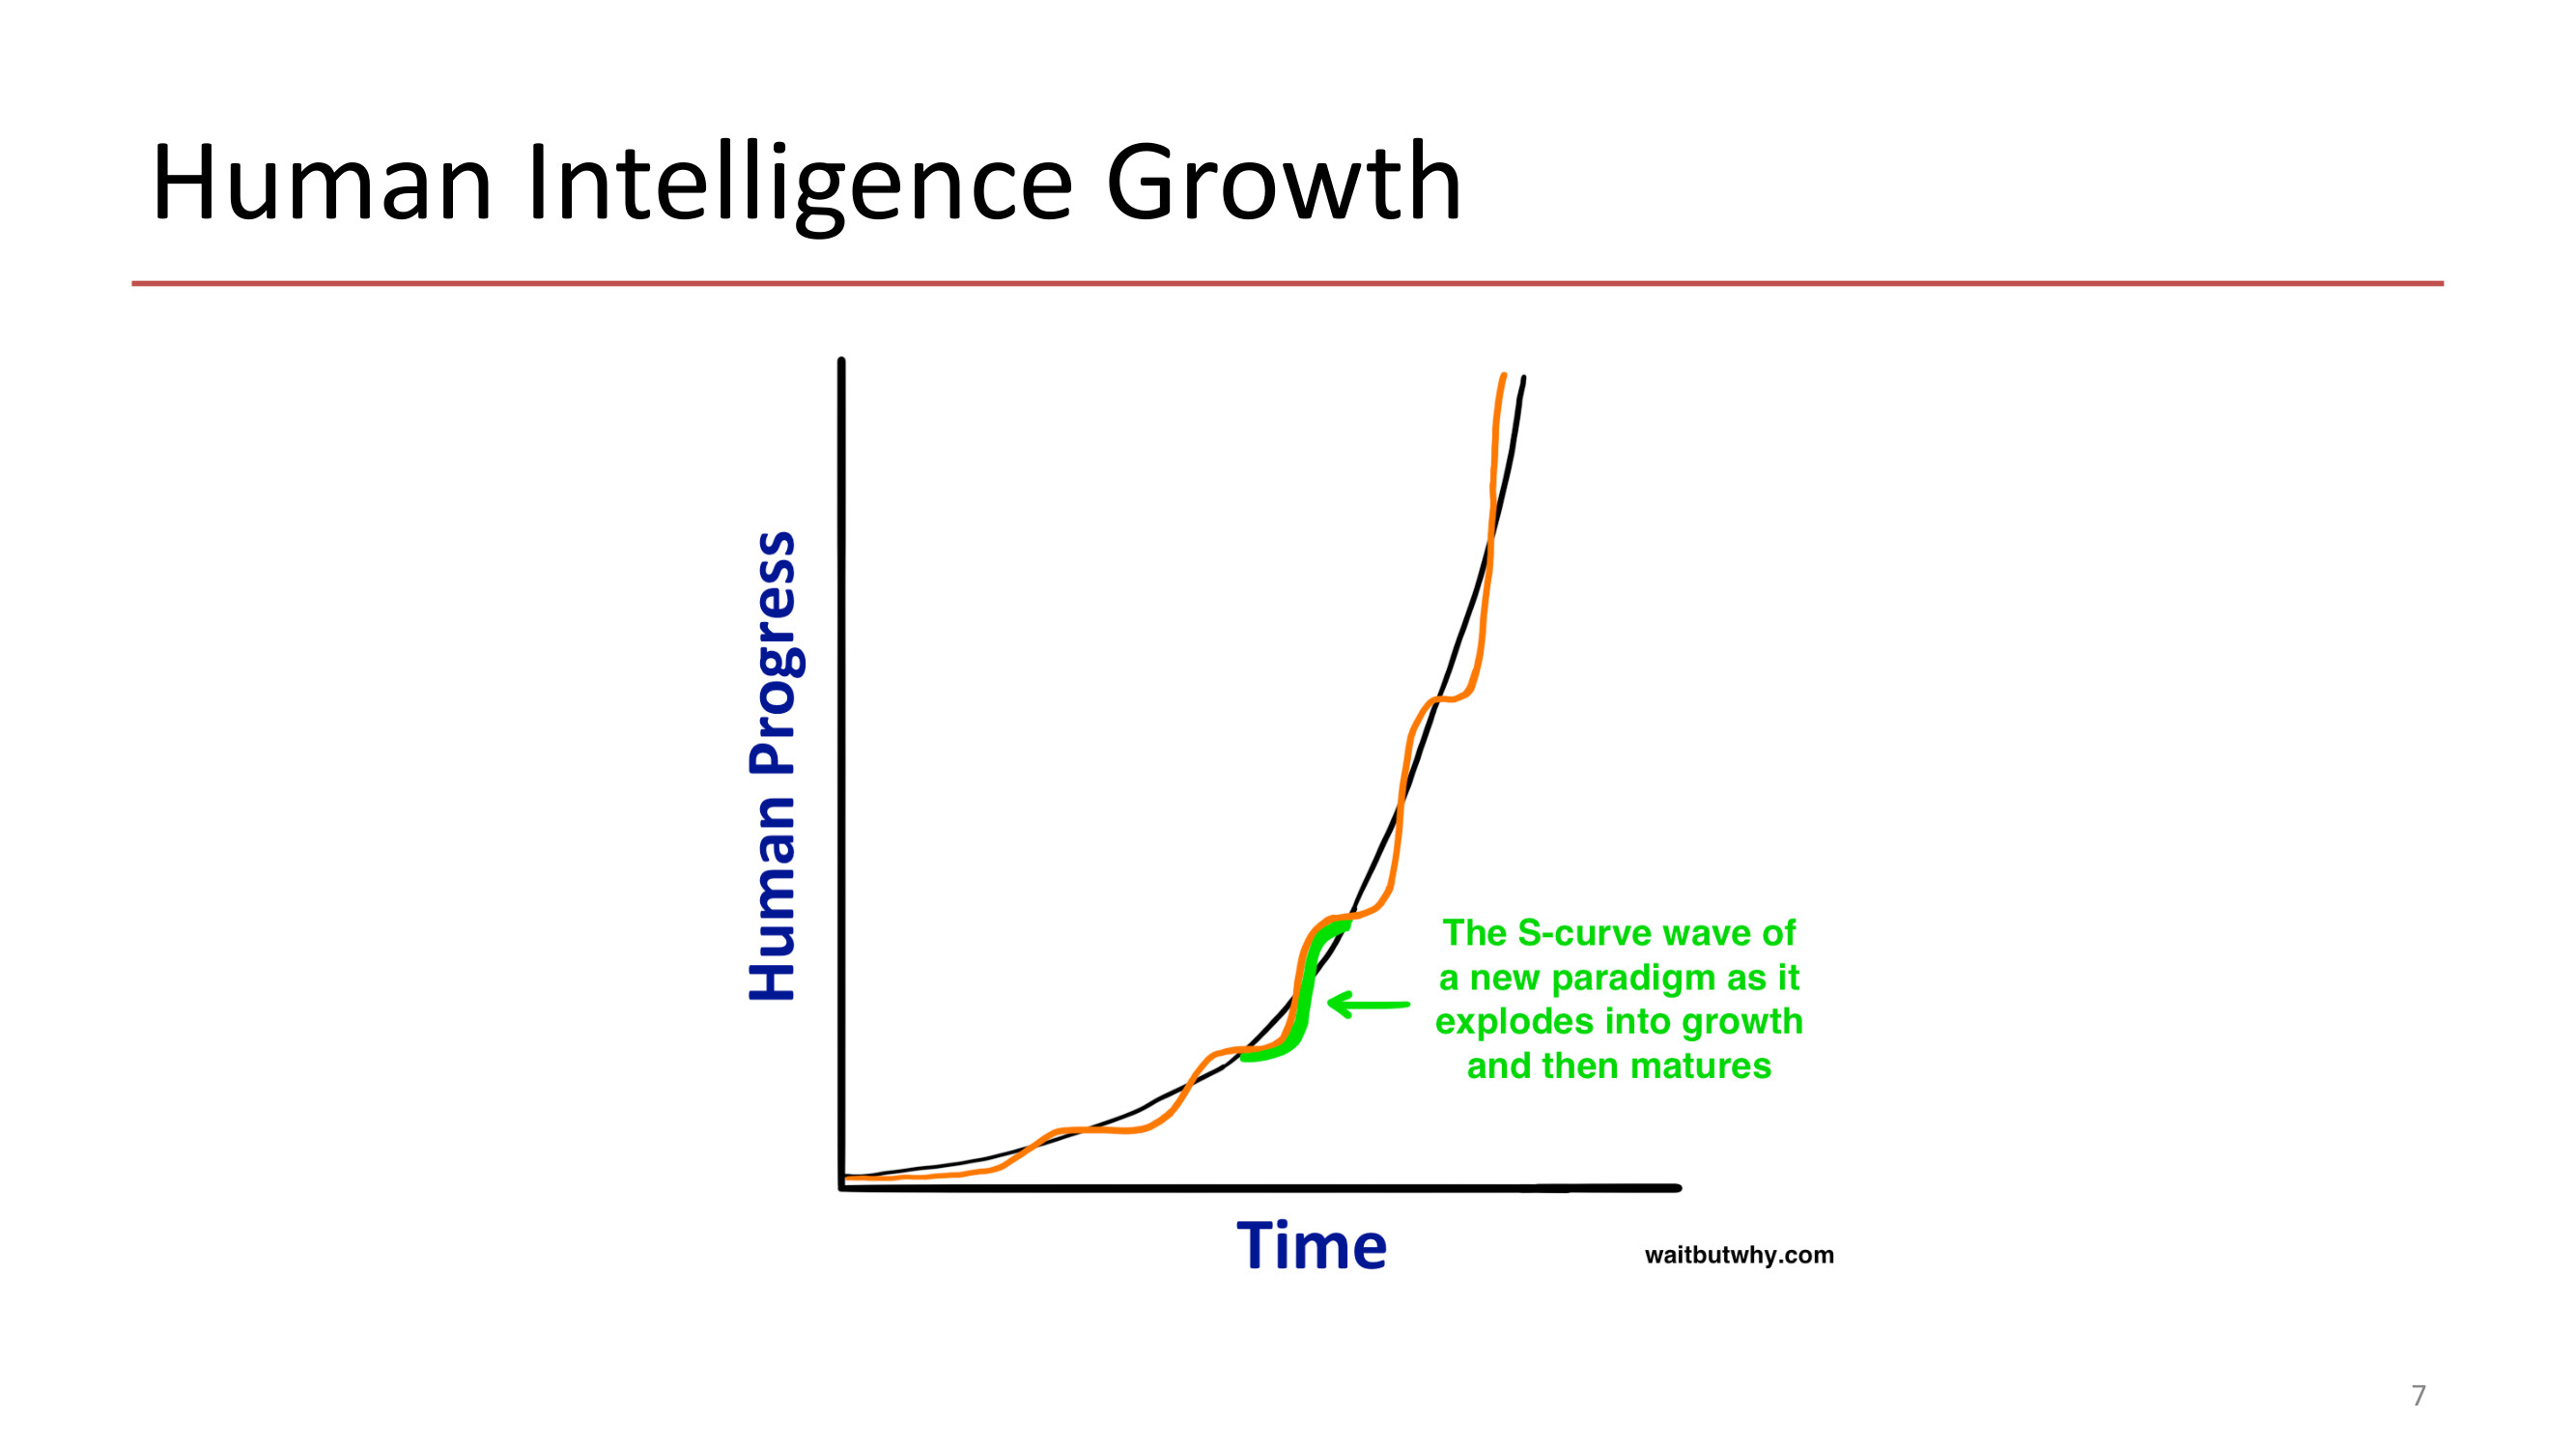 Human Intelligence Growth
Human Progress
The S-curve wave of
a new paradigm as it
explodes into growth
and then matures
Time
waitbutwhy.com
7